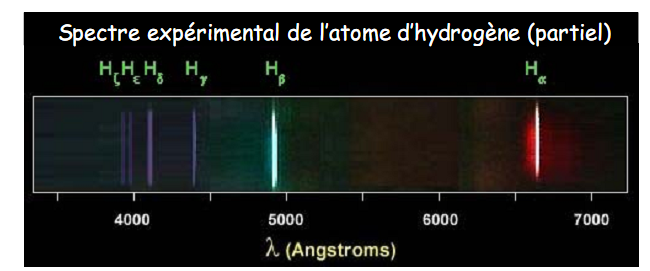 Spectre expérimental de l'atome d'hydrogène (partiel)
Hζ Hε Hδ Hγ Hβ Hα
4000 5000 6000 7000
λ (Angstroms)